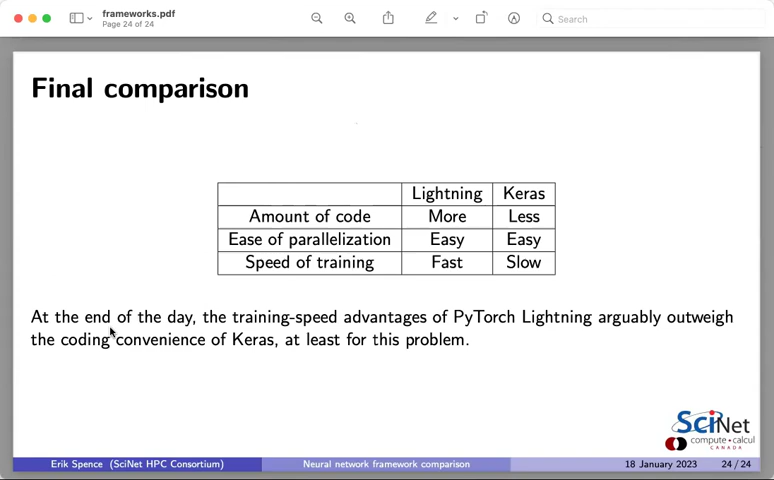 frameworks.pdf
Page 24 of 24
Search
Final comparison
Lightning Keras
Amount of code More Less
Ease of parallelization Easy Easy
Speed of training Fast Slow
At the end of the day, the training-speed advantages of PyTorch Lightning arguably outweigh
the coding convenience of Keras, at least for this problem.
SciNet
compute • calcul
CANADA
Erik Spence (SciNet HPC Consortium) Neural network framework comparison 18 January 2023 24 / 24